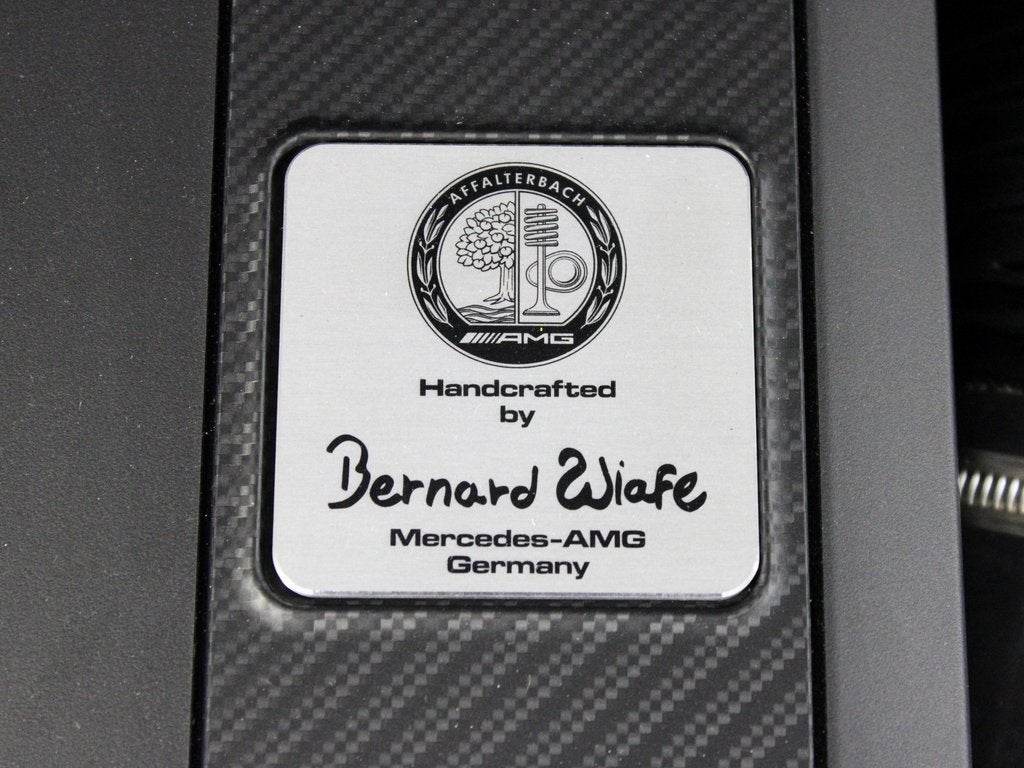 AFFALTERBACH
AMG
Handcrafted
by
Bernard Wiafe
Mercedes-AMG
Germany